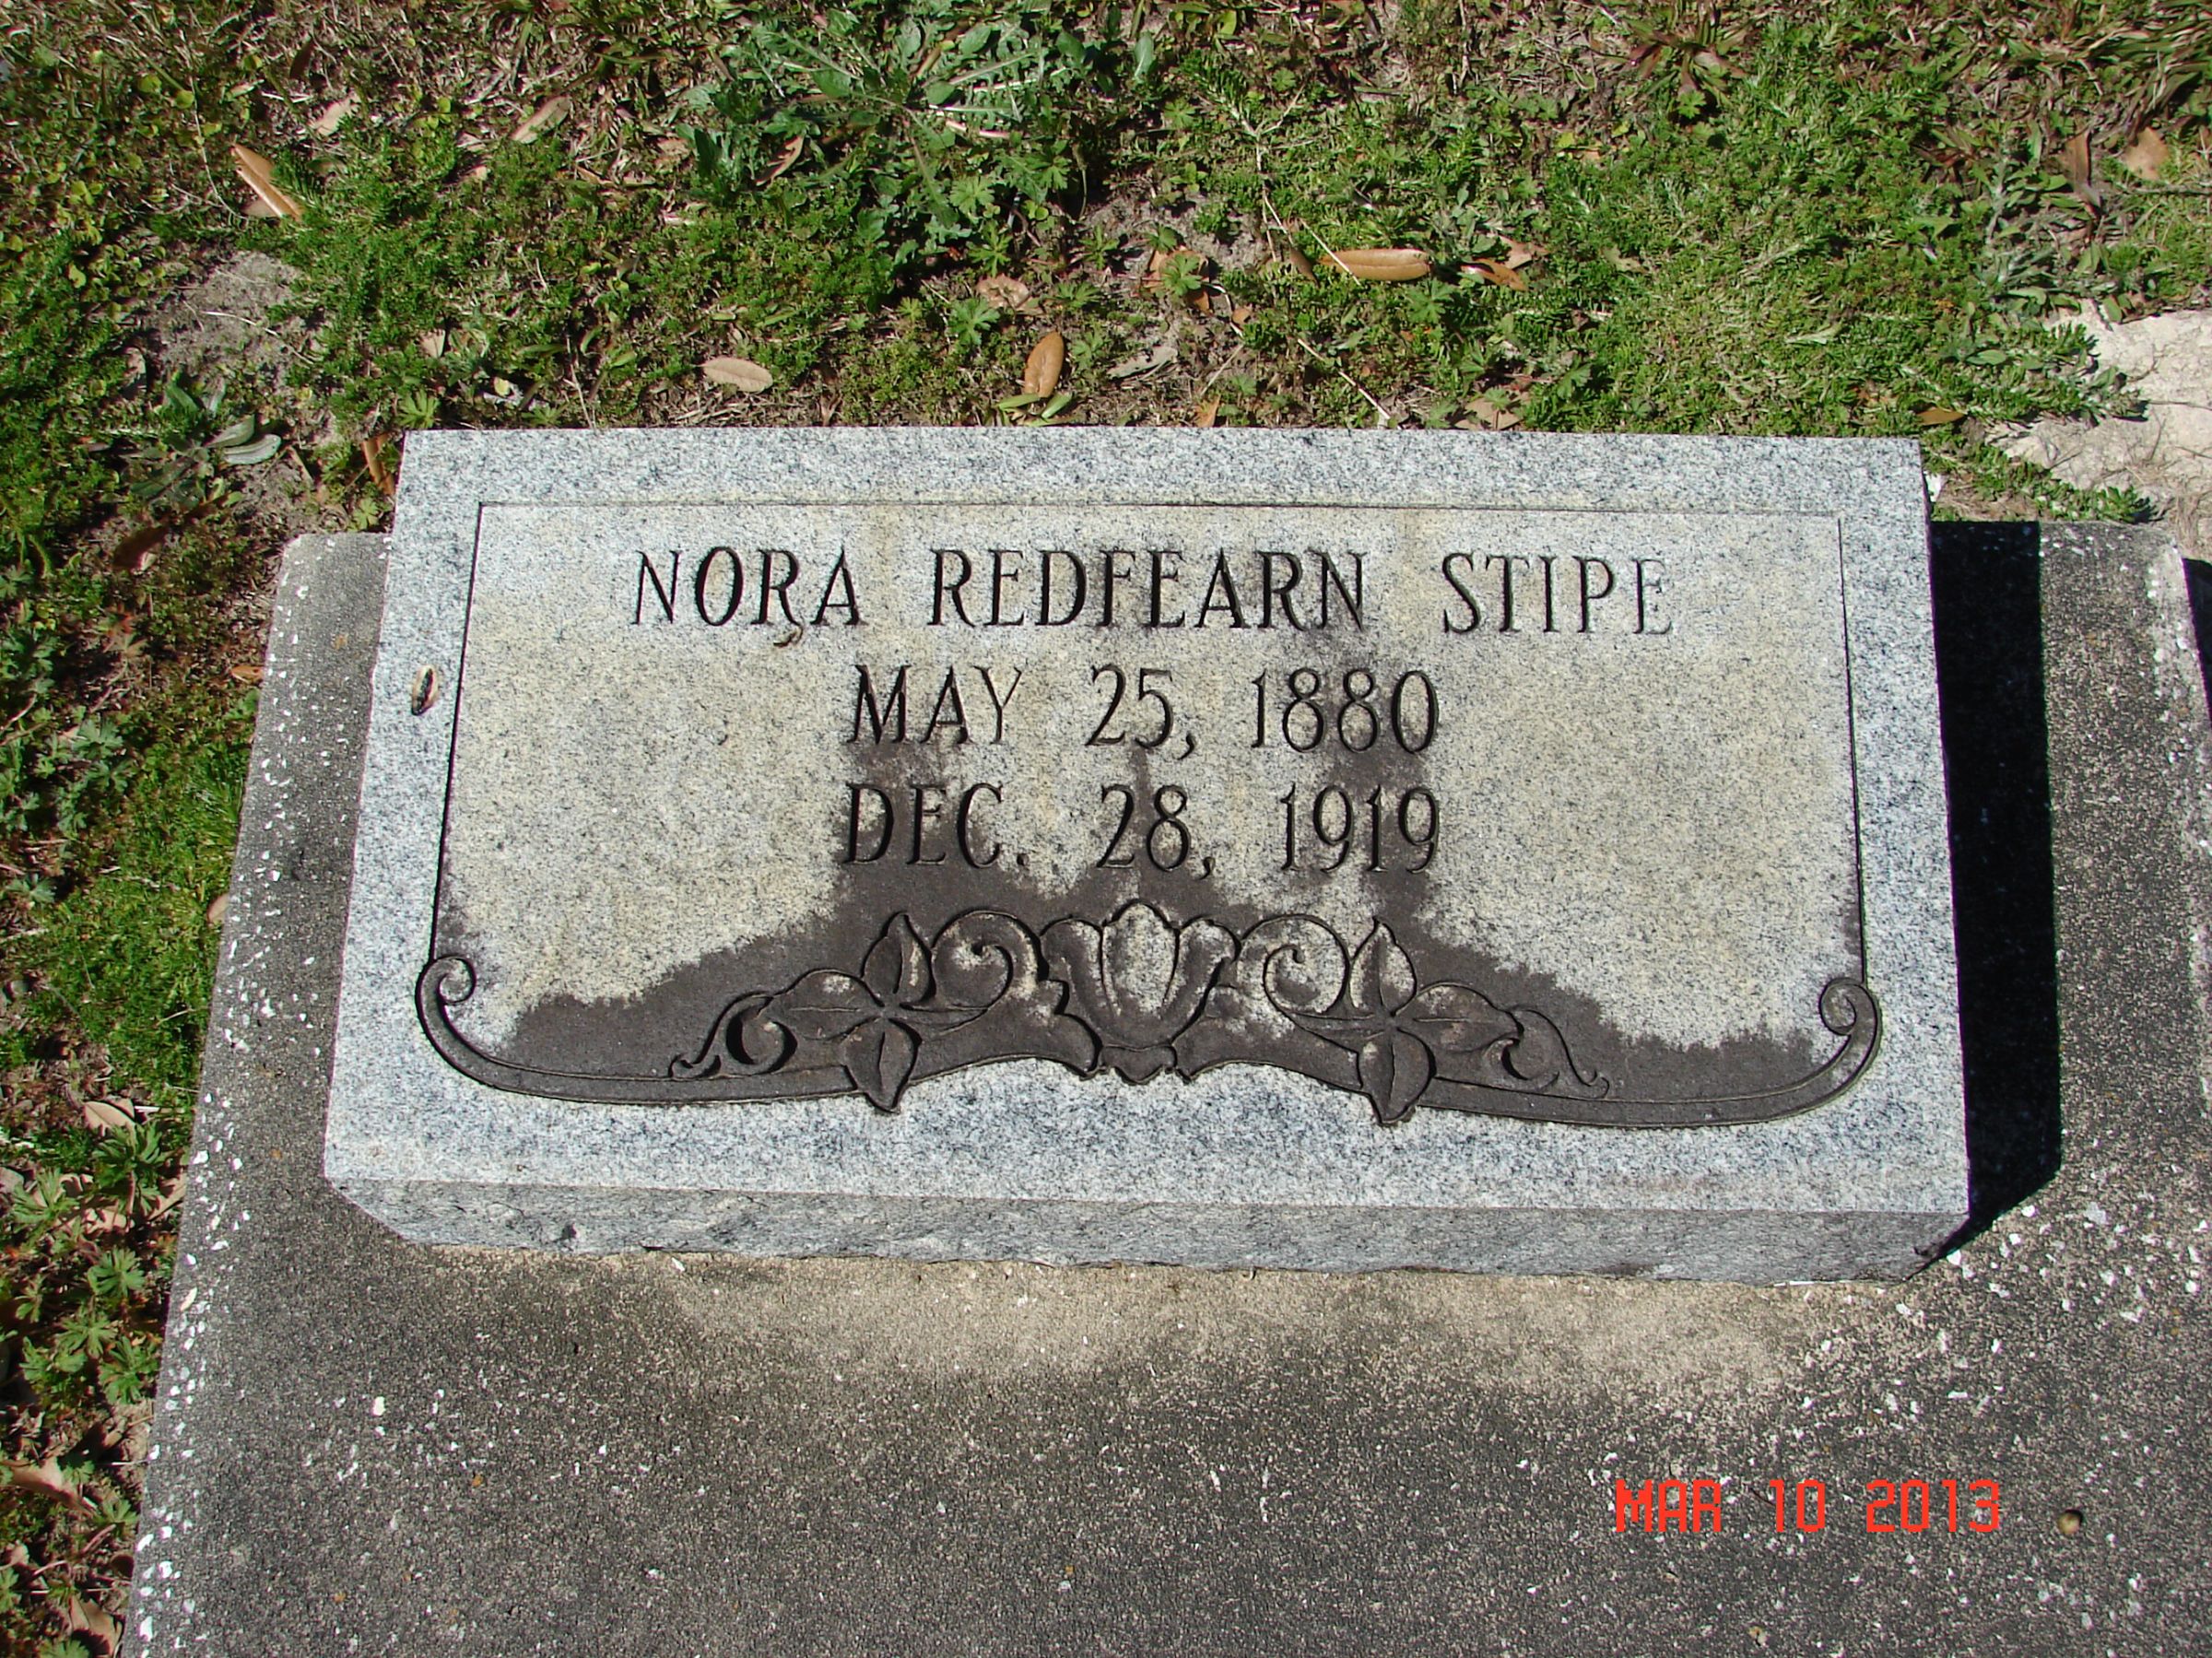 NORA REDFEARN STIPE
MAY 25, 1880
DEC. 28, 1919
MAR 10 2013